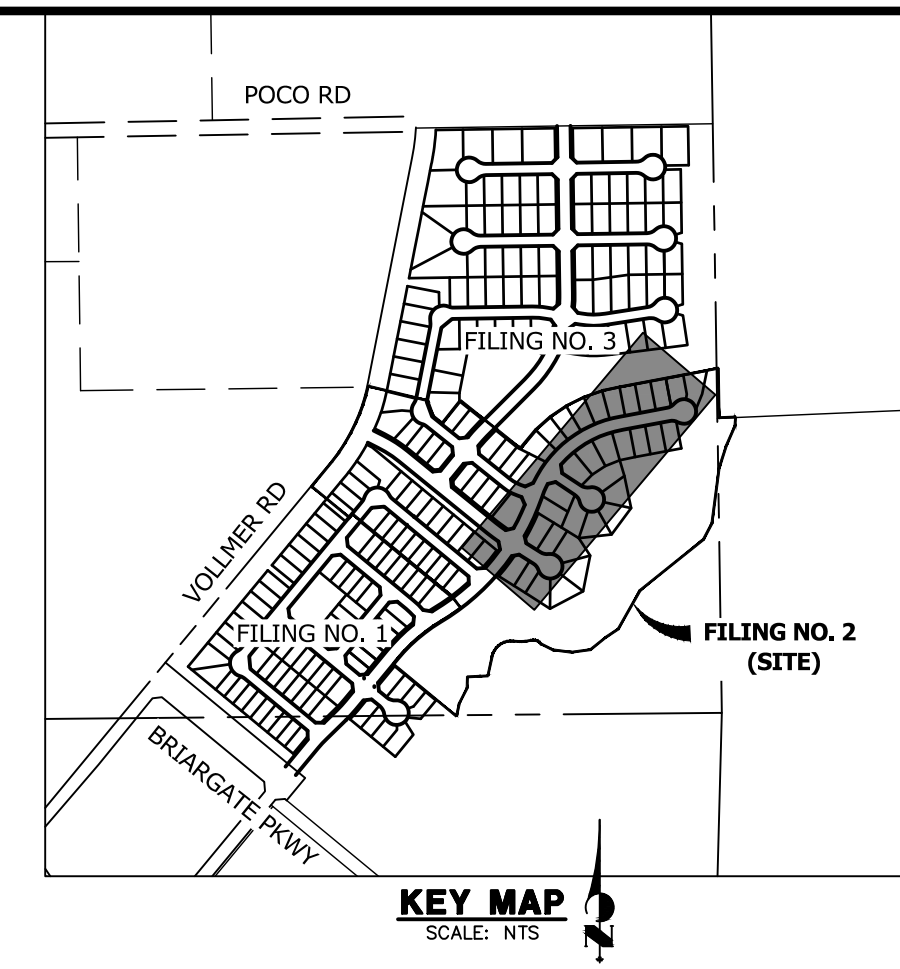 POCO RD
FILING NO. 3
VOLLMER RD
FILING NO. 1
FILING NO. 2
(SITE)
BRIARGATE PKWY
KEY MAP
SCALE: NTS
N